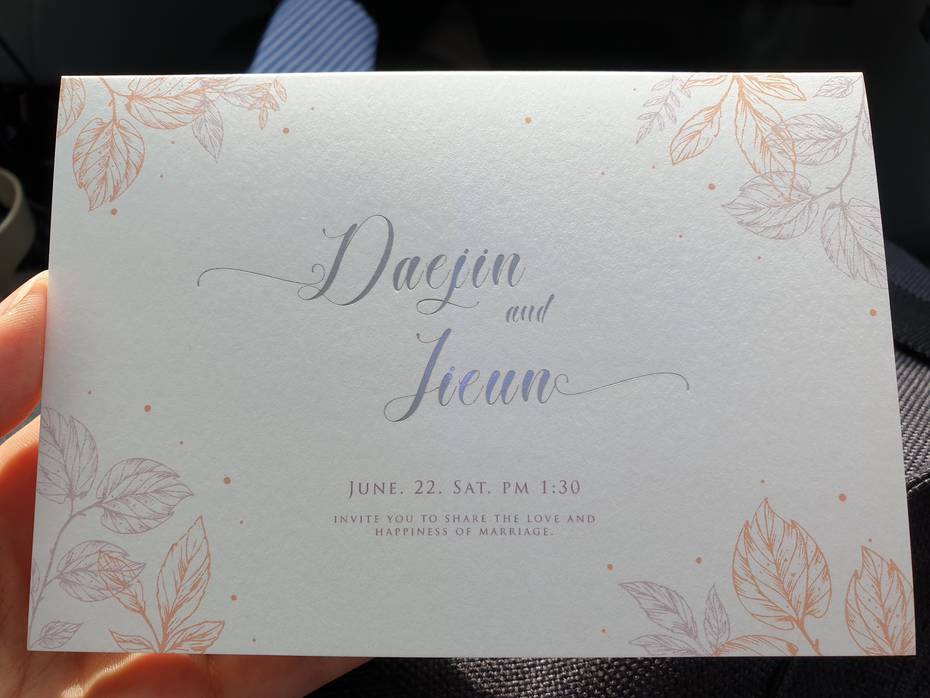 Daejin
and
Jieun
JUNE. 22. SAT. PM 1:30
INVITE YOU TO SHARE THE LOVE AND
HAPPINESS OF MARRIAGE.